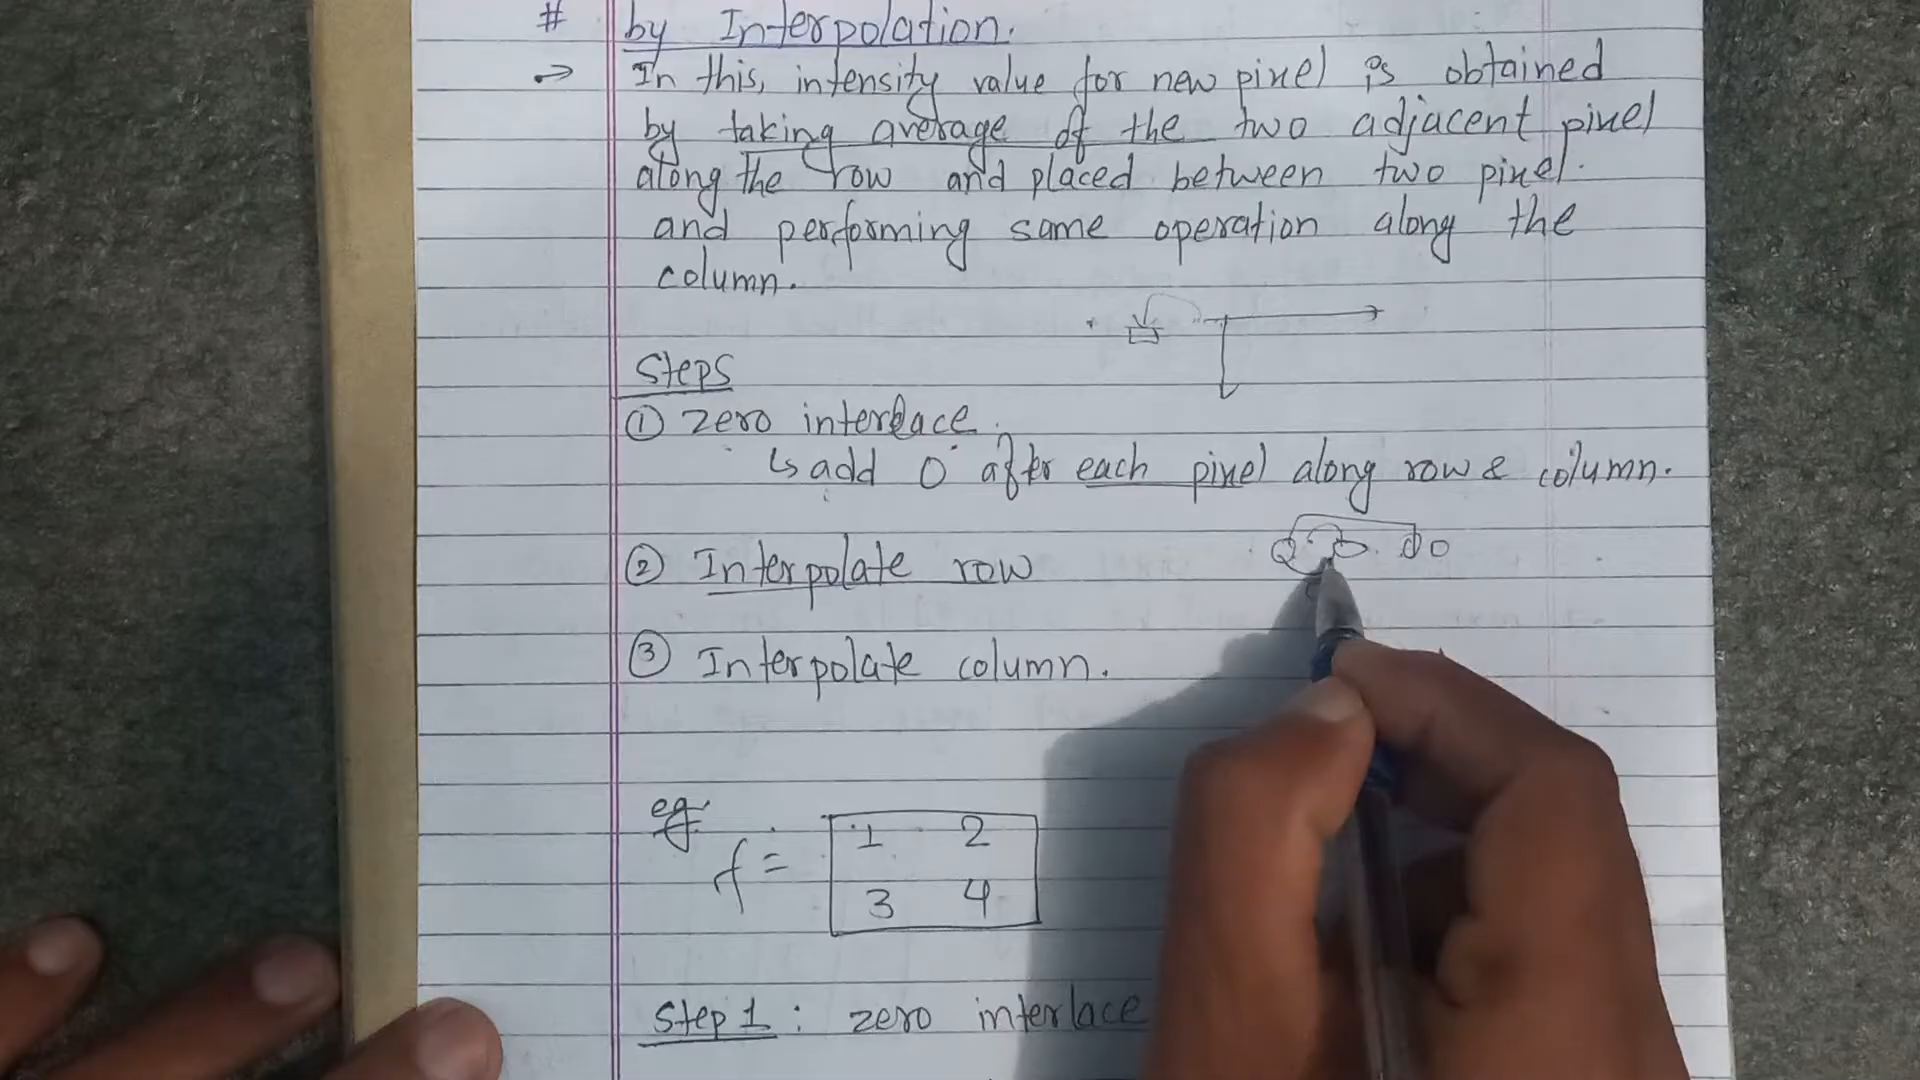 # by Interpolation.
→ In this, intensity value for new pixel is obtained
by taking average of the two adjacent pixel
along the row and placed between two pixel.
and performing same operation along the
column.
Steps
① zero interlace.
↳ add 0 after each pixel along row & column.
② Interpolate row
③ Interpolate column.
eg.
f = 1 2
3 4
Step 1 : zero interlace